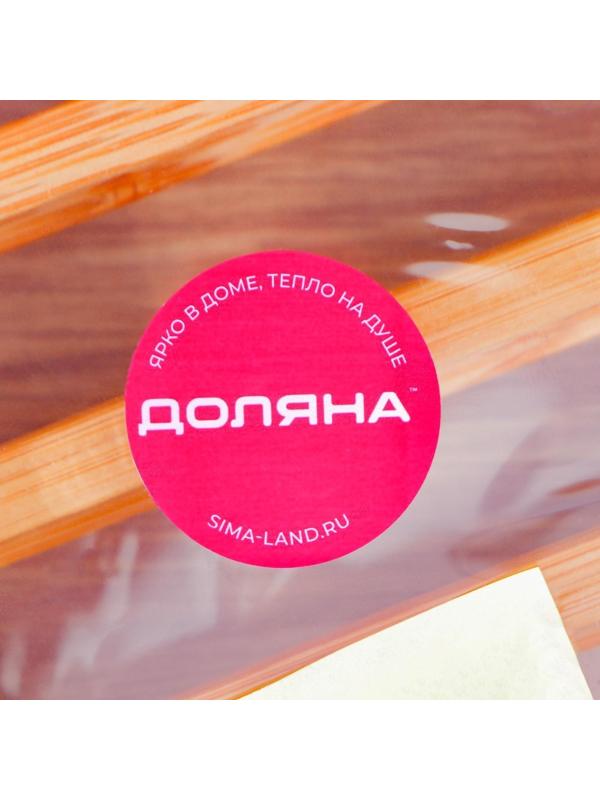 ЯРКО В ДОМЕ, ТЕПЛО НА ДУШЕ
ДОЛЯНА™
SIMA-LAND.RU